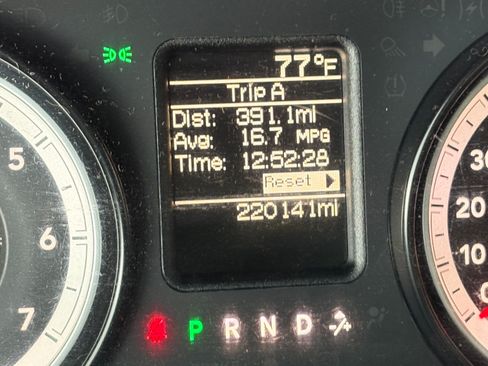 77°F
Trip A
Dist: 391.1mi
Avg: 16.7 MPG
Time: 12:52:28
Reset
220141mi
5
6
7
30
20
10
0
P R N D